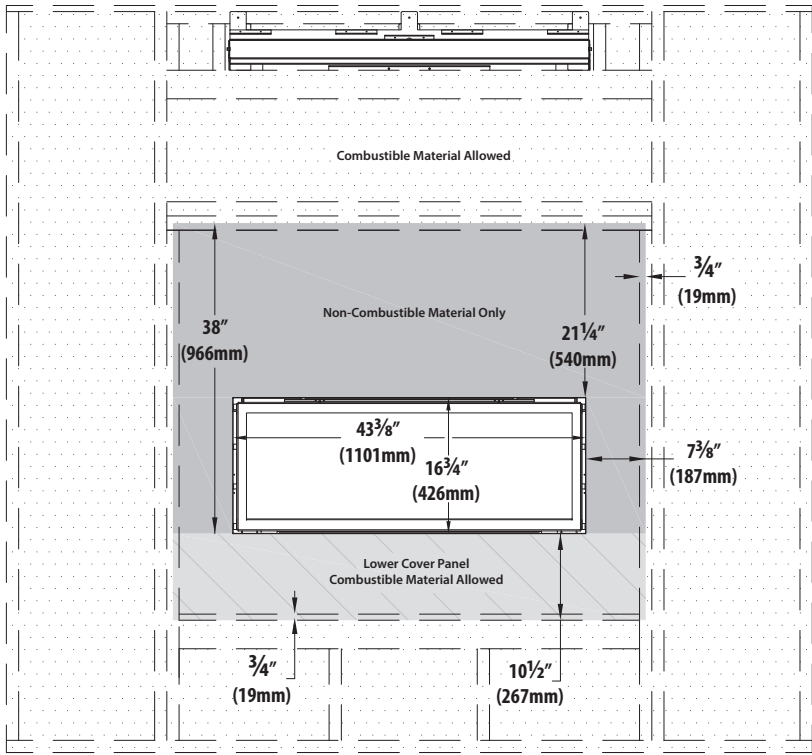 Combustible Material Allowed
¾"
(19mm)
Non-Combustible Material Only
38"
(966mm)
21¼"
(540mm)
43⅜"
(1101mm)
16¾"
(426mm)
7⅜"
(187mm)
Lower Cover Panel
Combustible Material Allowed
¾"
(19mm)
10½"
(267mm)